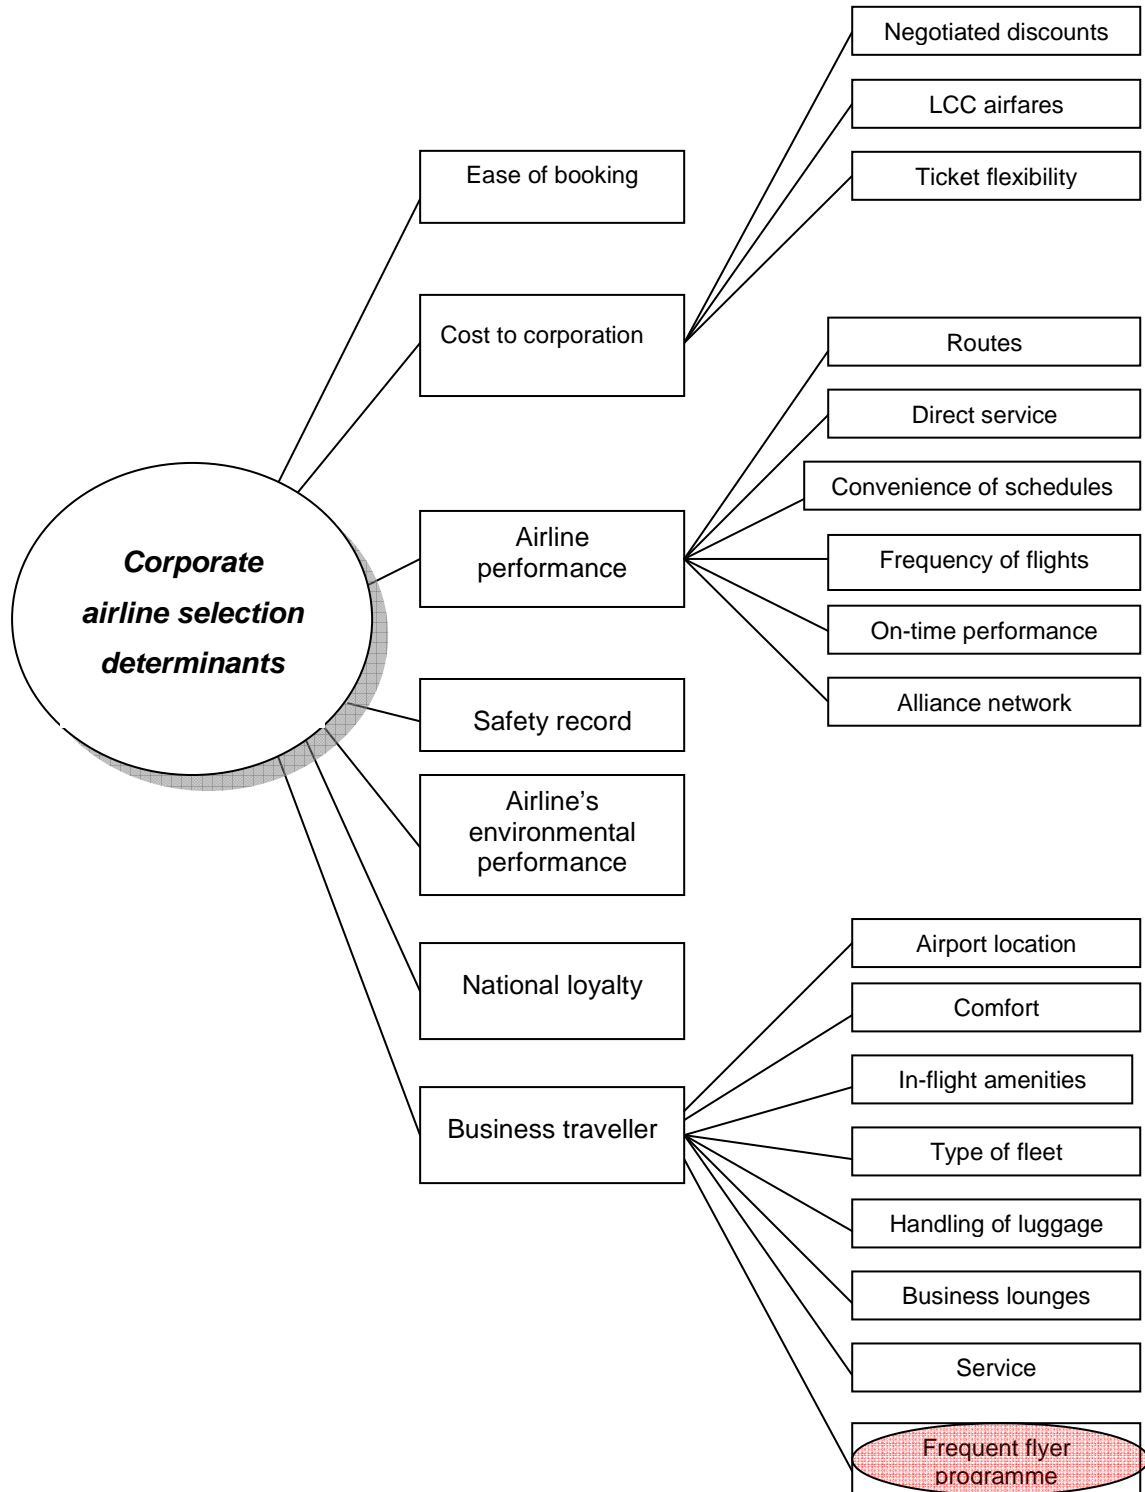 Negotiated discounts
LCC airfares
Ticket flexibility
Ease of booking
Cost to corporation
Routes
Direct service
Convenience of schedules
Frequency of flights
On-time performance
Alliance network
Corporate
airline selection
determinants
Airline
performance
Safety record
Airline’s
environmental
performance
National loyalty
Business traveller
Airport location
Comfort
In-flight amenities
Type of fleet
Handling of luggage
Business lounges
Service
Frequent flyer
programme